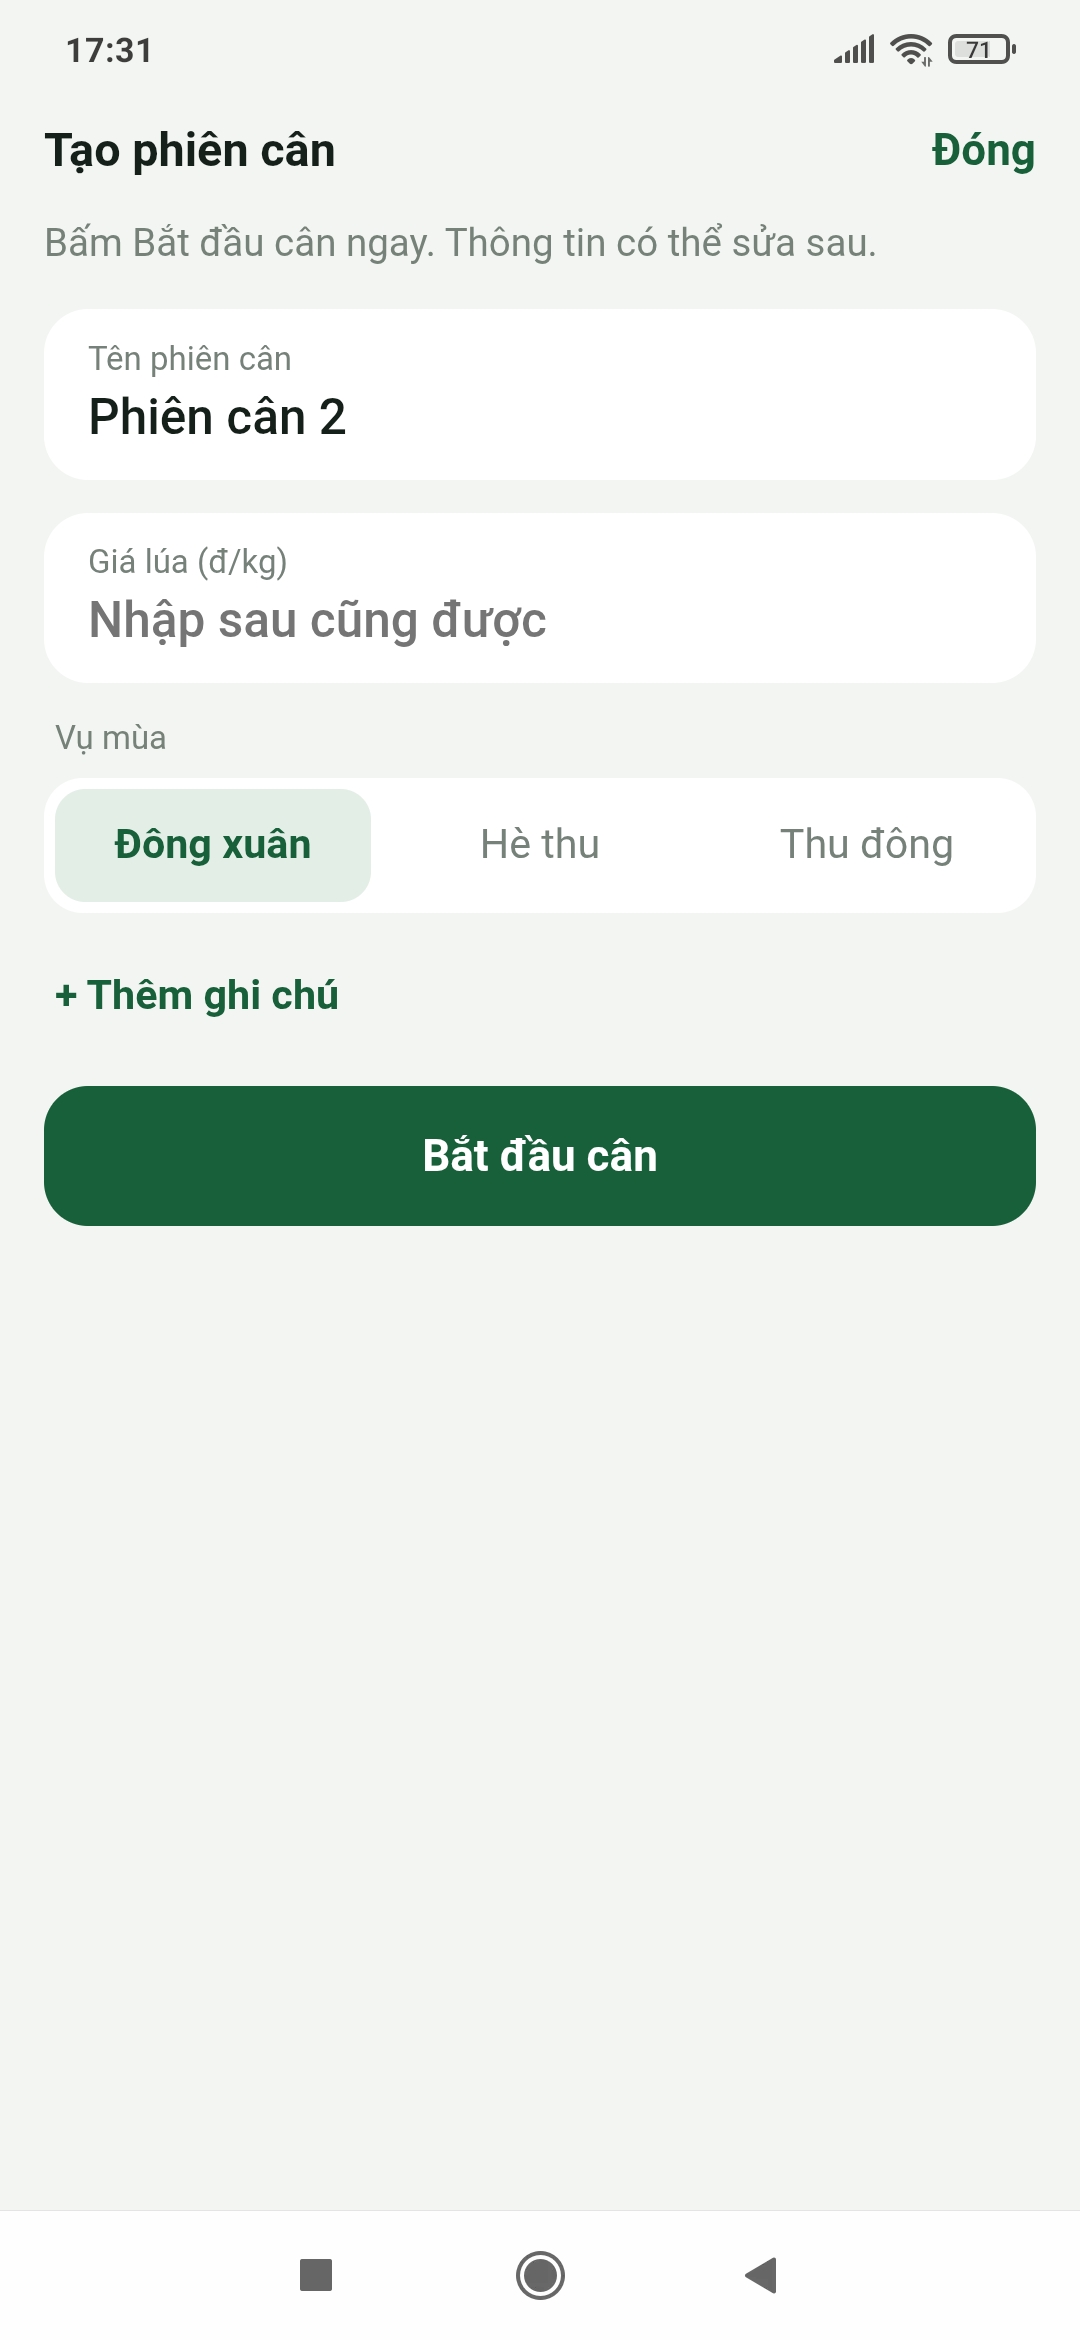 17:31
71
Tạo phiên cân
Đóng
Bấm Bắt đầu cân ngay. Thông tin có thể sửa sau.
Tên phiên cân
Phiên cân 2
Giá lúa (đ/kg)
Nhập sau cũng được
Vụ mùa
Đông xuân
Hè thu
Thu đông
+ Thêm ghi chú
Bắt đầu cân